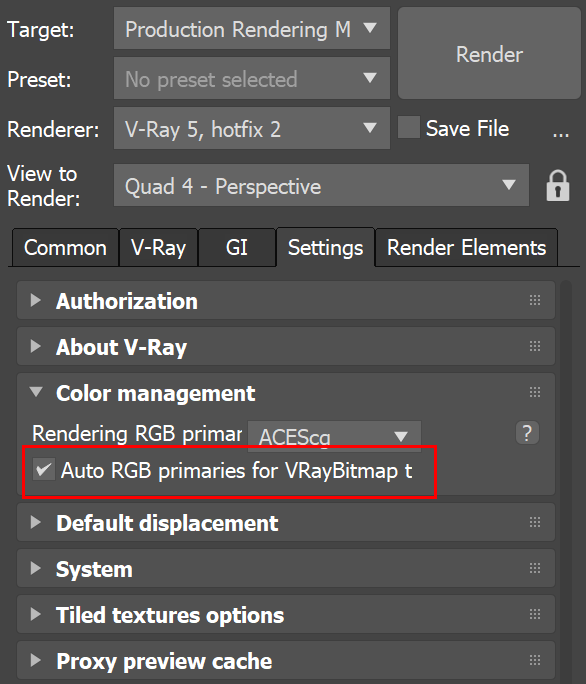 Target: Production Rendering M
Render
Preset: No preset selected
Renderer: V-Ray 5, hotfix 2
Save File ...
View to
Render: Quad 4 - Perspective
Common V-Ray GI Settings Render Elements
Authorization
About V-Ray
Color management
Rendering RGB primar ACEScg ?
Auto RGB primaries for VRayBitmap t
Default displacement
System
Tiled textures options
Proxy preview cache